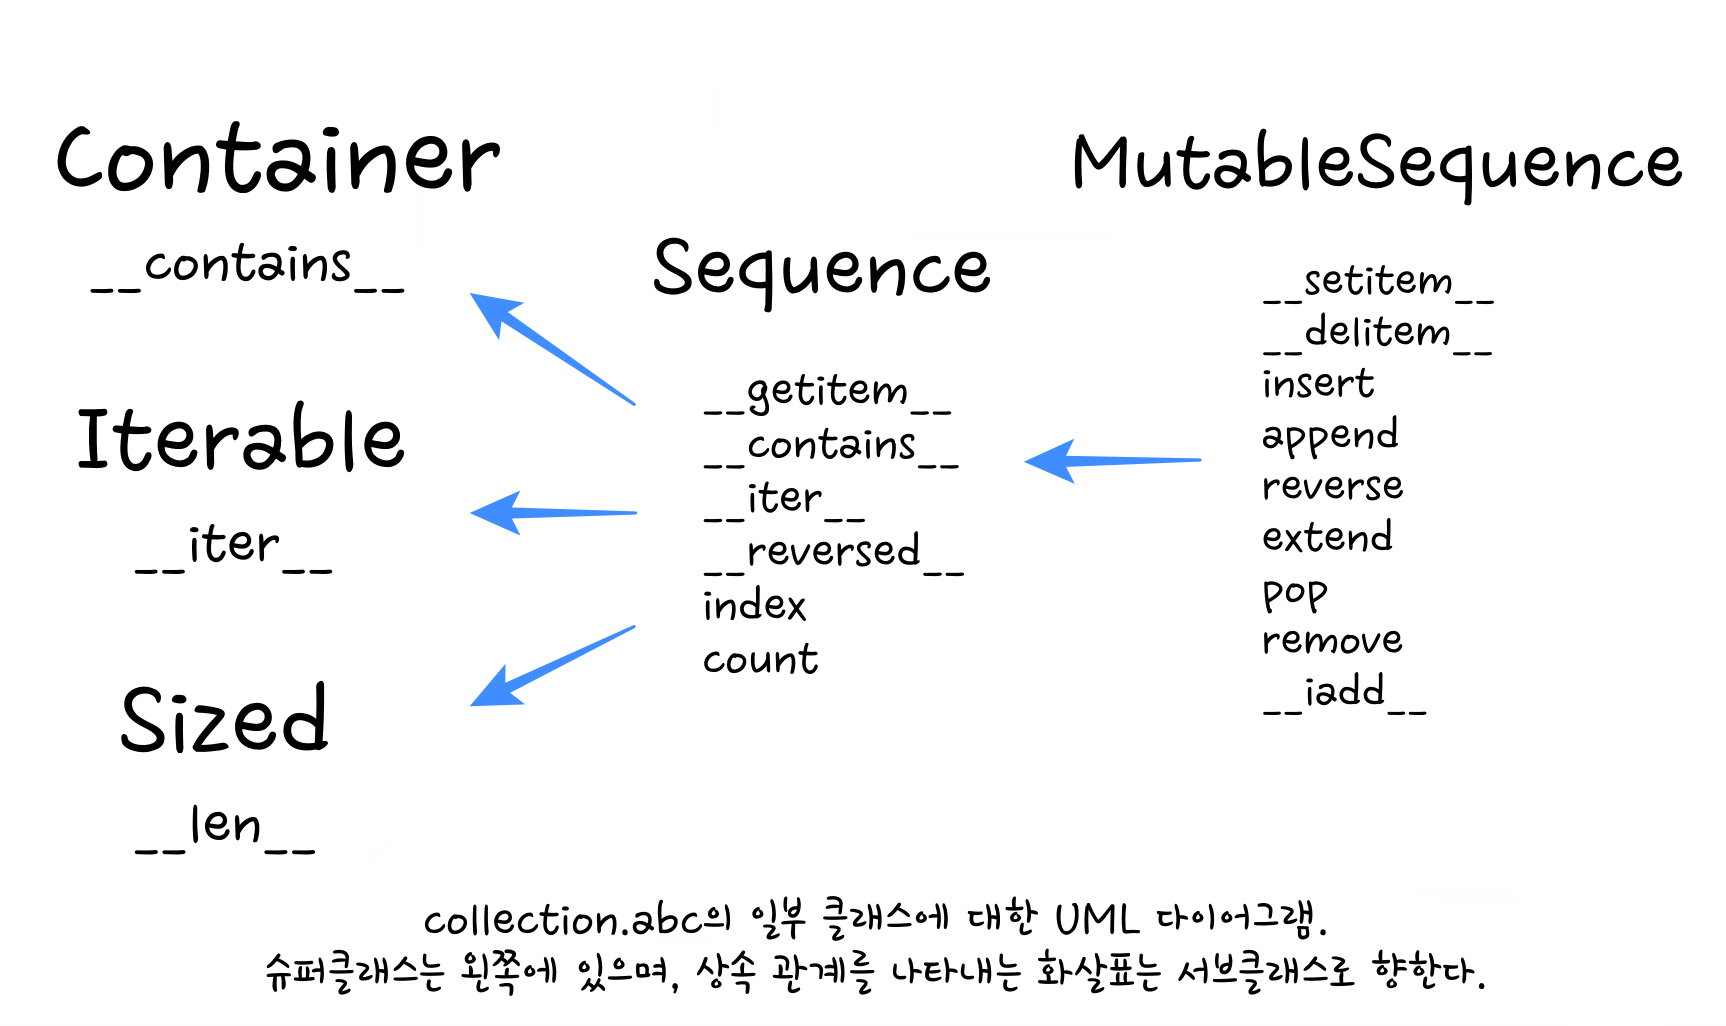 Container
__contains__
Iterable
__iter__
Sized
__len__
Sequence
__getitem__
__contains__
__iter__
__reversed__
index
count
MutableSequence
__setitem__
__delitem__
insert
append
reverse
extend
pop
remove
__iadd__
collection.abc의 일부 클래스에 대한 UML 다이어그램.
슈퍼클래스는 왼쪽에 있으며, 상속 관계를 나타내는 화살표는 서브클래스로 향한다.